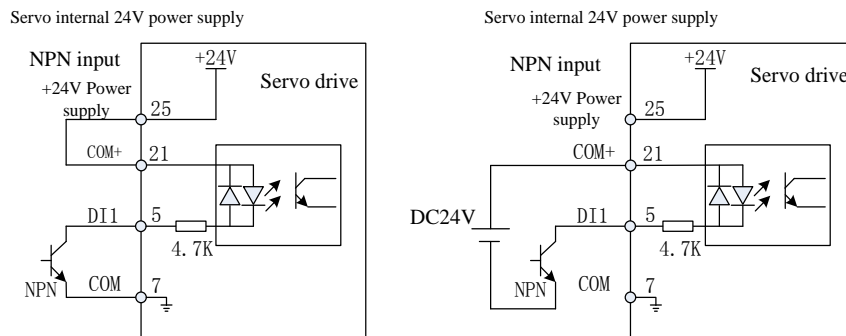 Servo internal 24V power supply
NPN input
+24V
Servo drive
+24V Power
supply
25
COM+
21
DI1
5
4.7K
NPN
COM
7
Servo internal 24V power supply
NPN input
+24V
Servo drive
+24V Power
supply
25
COM+
21
DC24V
DI1
5
4.7K
NPN
COM
7